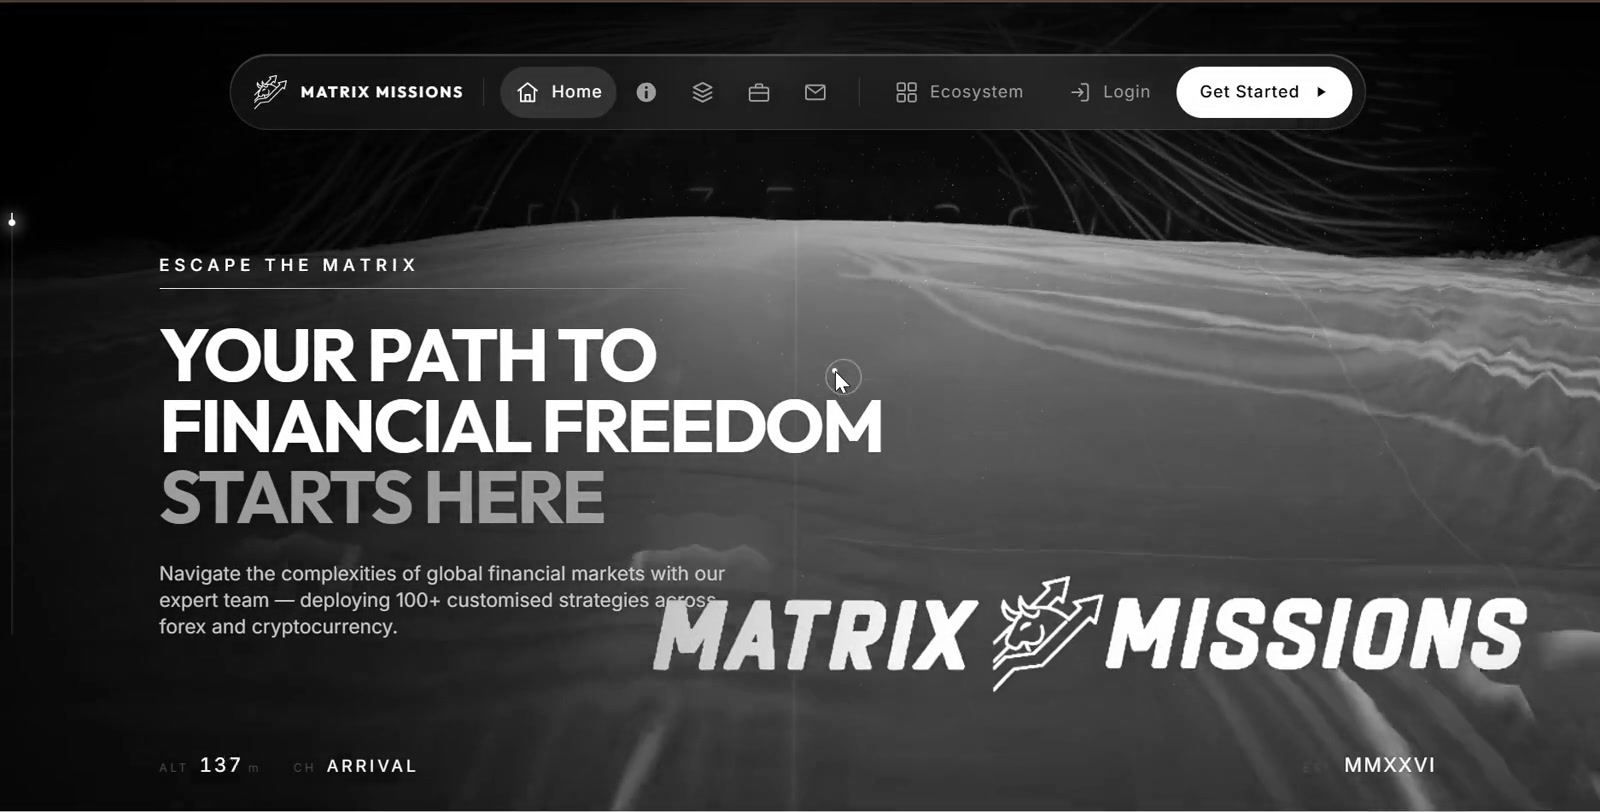 MATRIX MISSIONS
Home
Ecosystem
Login
Get Started
ESCAPE THE MATRIX
YOUR PATH TO
FINANCIAL FREEDOM
STARTS HERE
Navigate the complexities of global financial markets with our
expert team — deploying 100+ customised strategies across
forex and cryptocurrency.
MATRIX MISSIONS
ALT 137 m
CH ARRIVAL
MMXXVI